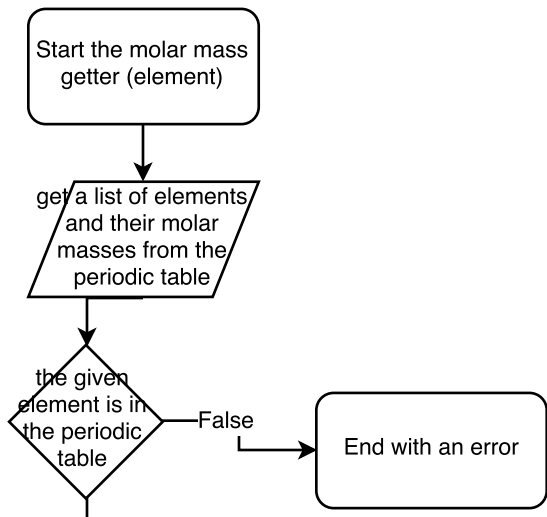 Start the molar mass
getter (element)
get a list of elements
and their molar
masses from the
periodic table
the given
element is in
the periodic
table
False
End with an error